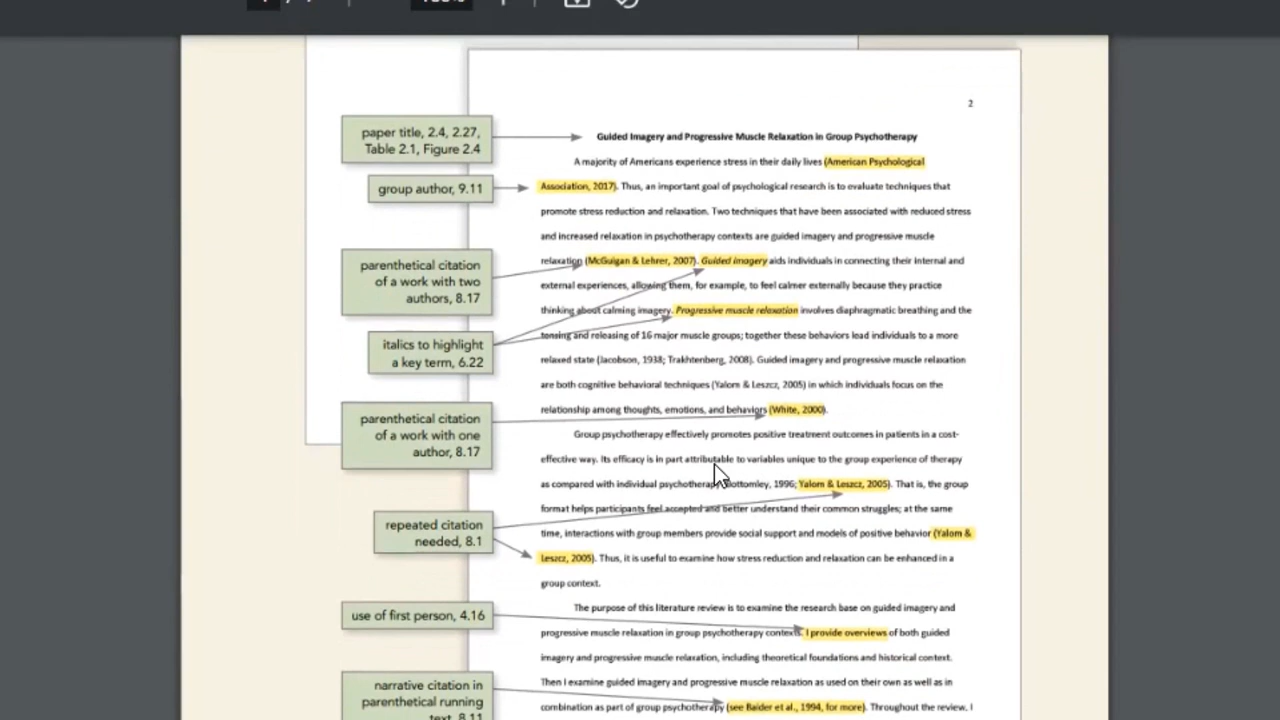 2
paper title, 2.4, 2.27,
Table 2.1, Figure 2.4
group author, 9.11
parenthetical citation
of a work with two
authors, 8.17
italics to highlight
a key term, 6.22
parenthetical citation
of a work with one
author, 8.17
repeated citation
needed, 8.1
use of first person, 4.16
narrative citation in
parenthetical running
text, 8.11
Guided Imagery and Progressive Muscle Relaxation in Group Psychotherapy
A majority of Americans experience stress in their daily lives (American Psychological
Association, 2017). Thus, an important goal of psychological research is to evaluate techniques that
promote stress reduction and relaxation. Two techniques that have been associated with reduced stress
and increased relaxation in psychotherapy contexts are guided imagery and progressive muscle
relaxation (McGuigan & Lehrer, 2007). Guided imagery aids individuals in connecting their internal and
external experiences, allowing them, for example, to feel calmer externally because they practice
thinking about calming imagery. Progressive muscle relaxation involves diaphragmatic breathing and the
tensing and releasing of 16 major muscle groups; together these behaviors lead individuals to a more
relaxed state (Jacobson, 1938; Trakhtenberg, 2008). Guided imagery and progressive muscle relaxation
are both cognitive behavioral techniques (Yalom & Leszcz, 2005) in which individuals focus on the
relationship among thoughts, emotions, and behaviors (White, 2000).
Group psychotherapy effectively promotes positive treatment outcomes in patients in a cost-
effective way. Its efficacy is in part attributable to variables unique to the group experience of therapy
as compared with individual psychotherapy (Bottomley, 1996; Yalom & Leszcz, 2005). That is, the group
format helps participants feel accepted and better understand their common struggles; at the same
time, interactions with group members provide social support and models of positive behavior (Yalom &
Leszcz, 2005). Thus, it is useful to examine how stress reduction and relaxation can be enhanced in a
group context.
The purpose of this literature review is to examine the research base on guided imagery and
progressive muscle relaxation in group psychotherapy contexts. I provide overviews of both guided
imagery and progressive muscle relaxation, including theoretical foundations and historical context.
Then I examine guided imagery and progressive muscle relaxation as used on their own as well as in
combination as part of group psychotherapy (see Baider et al., 1994, for more). Throughout the review, I